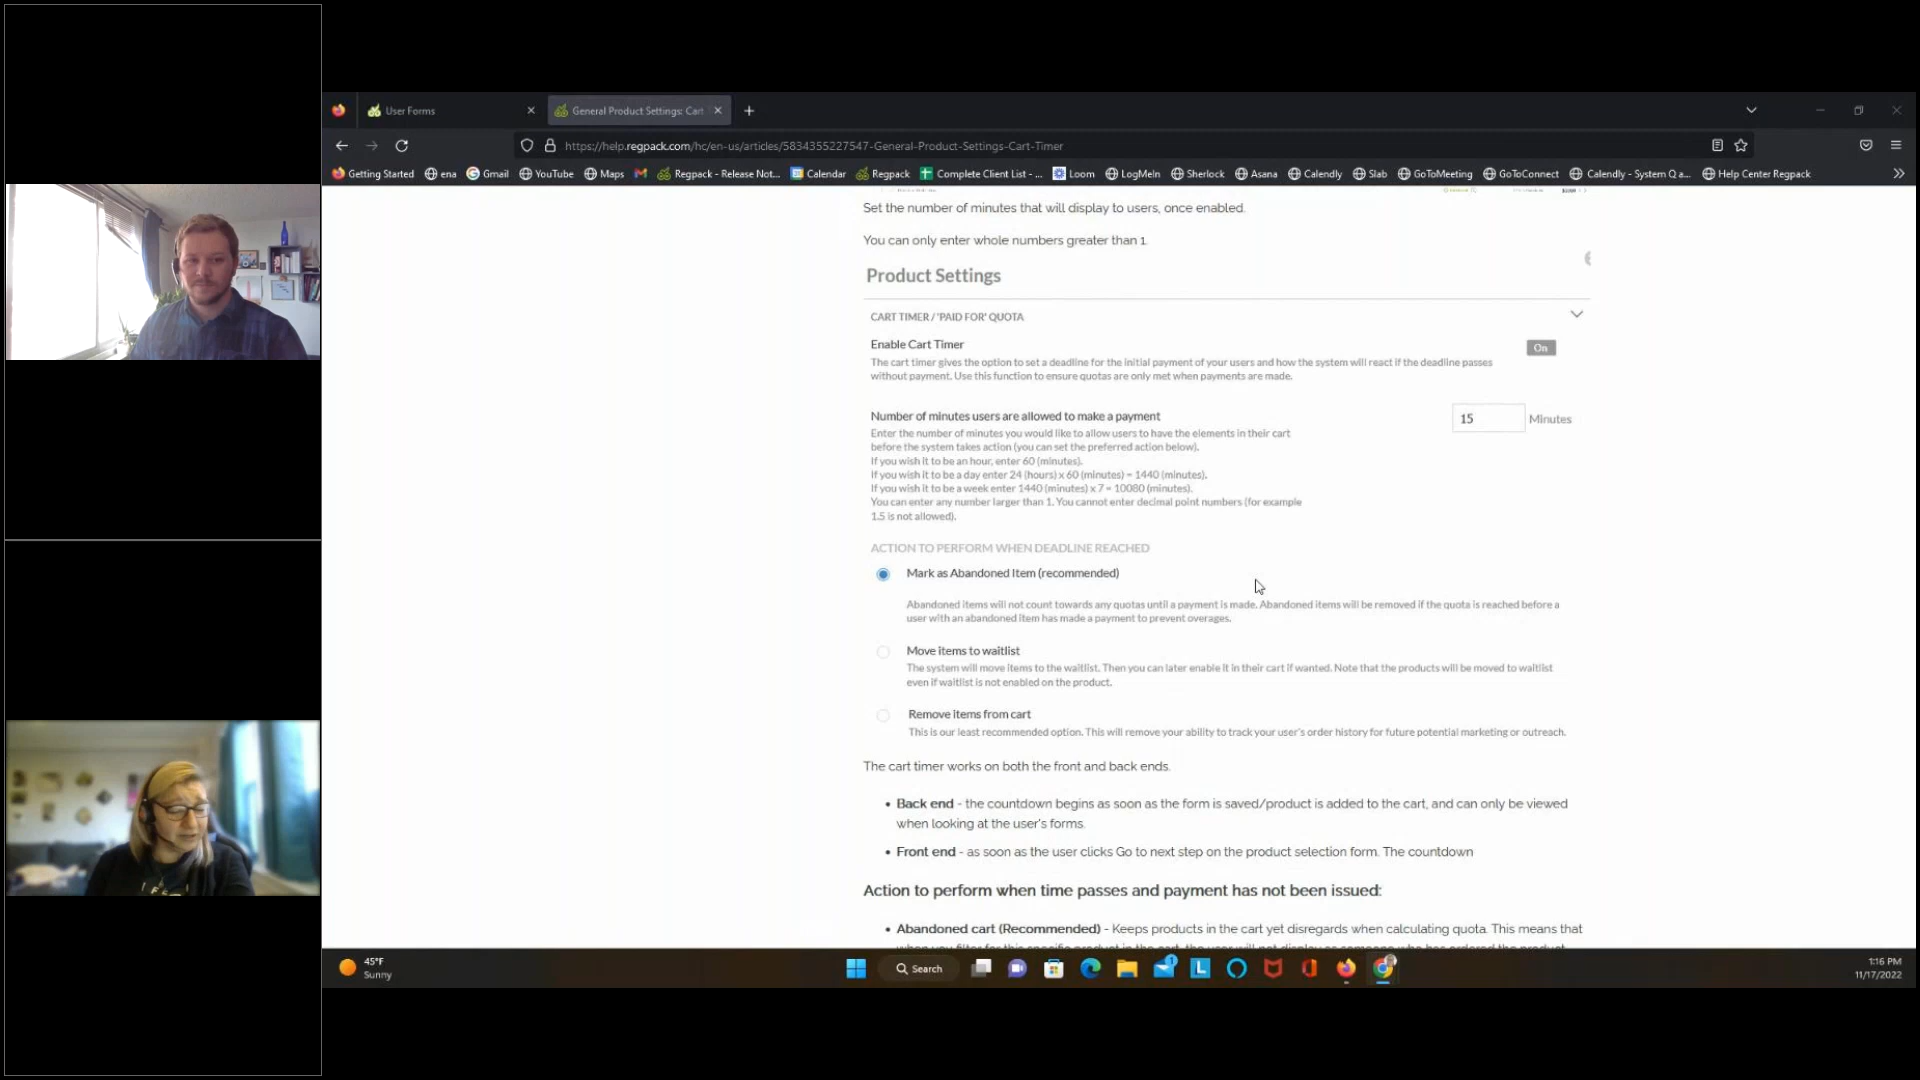 User Forms
General Product Settings: Cart
https://help.regpack.com/hc/en-us/articles/5834355227547-General-Product-Settings-Cart-Timer
Getting Started ena Gmail YouTube Maps Regpack - Release Not... Calendar Regpack Complete Client List - ... Loom LogMeIn Sherlock Asana Calendly Slab GoToMeeting GoToConnect Calendly - System Q a... Help Center Regpack
Set the number of minutes that will display to users, once enabled.
You can only enter whole numbers greater than 1.
Product Settings
CART TIMER / 'PAID FOR' QUOTA
Enable Cart Timer
On
The cart timer gives the option to set a deadline for the initial payment of your users and how the system will react if the deadline passes
without payment. Use this function to ensure quotas are only met when payments are made.
Number of minutes users are allowed to make a payment
15 Minutes
Enter the number of minutes you would like to allow users to have the elements in their cart
before the system takes action (you can set the preferred action below).
If you wish it to be an hour, enter 60 (minutes).
If you wish it to be a day enter 24 (hours) x 60 (minutes) = 1440 (minutes).
If you wish it to be a week enter 1440 (minutes) x 7 = 10080 (minutes).
You can enter any number larger than 1. You cannot enter decimal point numbers (for example
1.5 is not allowed).
ACTION TO PERFORM WHEN DEADLINE REACHED
Mark as Abandoned Item (recommended)
Abandoned items will not count towards any quotas until a payment is made. Abandoned items will be removed if the quota is reached before a
user with an abandoned item has made a payment to prevent overages.
Move items to waitlist
The system will move items to the waitlist. Then you can later enable it in their cart if wanted. Note that the products will be moved to waitlist
even if waitlist is not enabled on the product.
Remove items from cart
This is our least recommended option. This will remove your ability to track your user's order history for future potential marketing or outreach.
The cart timer works on both the front and back ends.
• Back end - the countdown begins as soon as the form is saved/product is added to the cart, and can only be viewed
when looking at the user's forms.
• Front end - as soon as the user clicks Go to next step on the product selection form. The countdown
Action to perform when time passes and payment has not been issued:
• Abandoned cart (Recommended) - Keeps products in the cart yet disregards when calculating quota. This means that
45°F
Sunny
Search
1:16 PM
11/17/2022